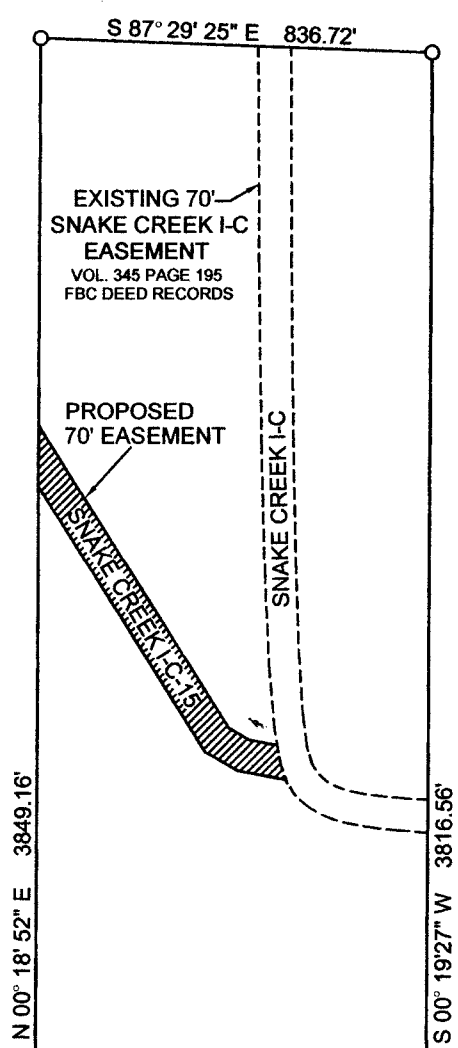 S 87° 29' 25" E 836.72'
EXISTING 70'
SNAKE CREEK I-C
EASEMENT
VOL. 345 PAGE 195
FBC DEED RECORDS
PROPOSED
70' EASEMENT
SNAKE CREEK I-C
SNAKE CREEK I-C-15
N 00° 18' 52" E 3849.16'
S 00° 19'27" W 3816.56'